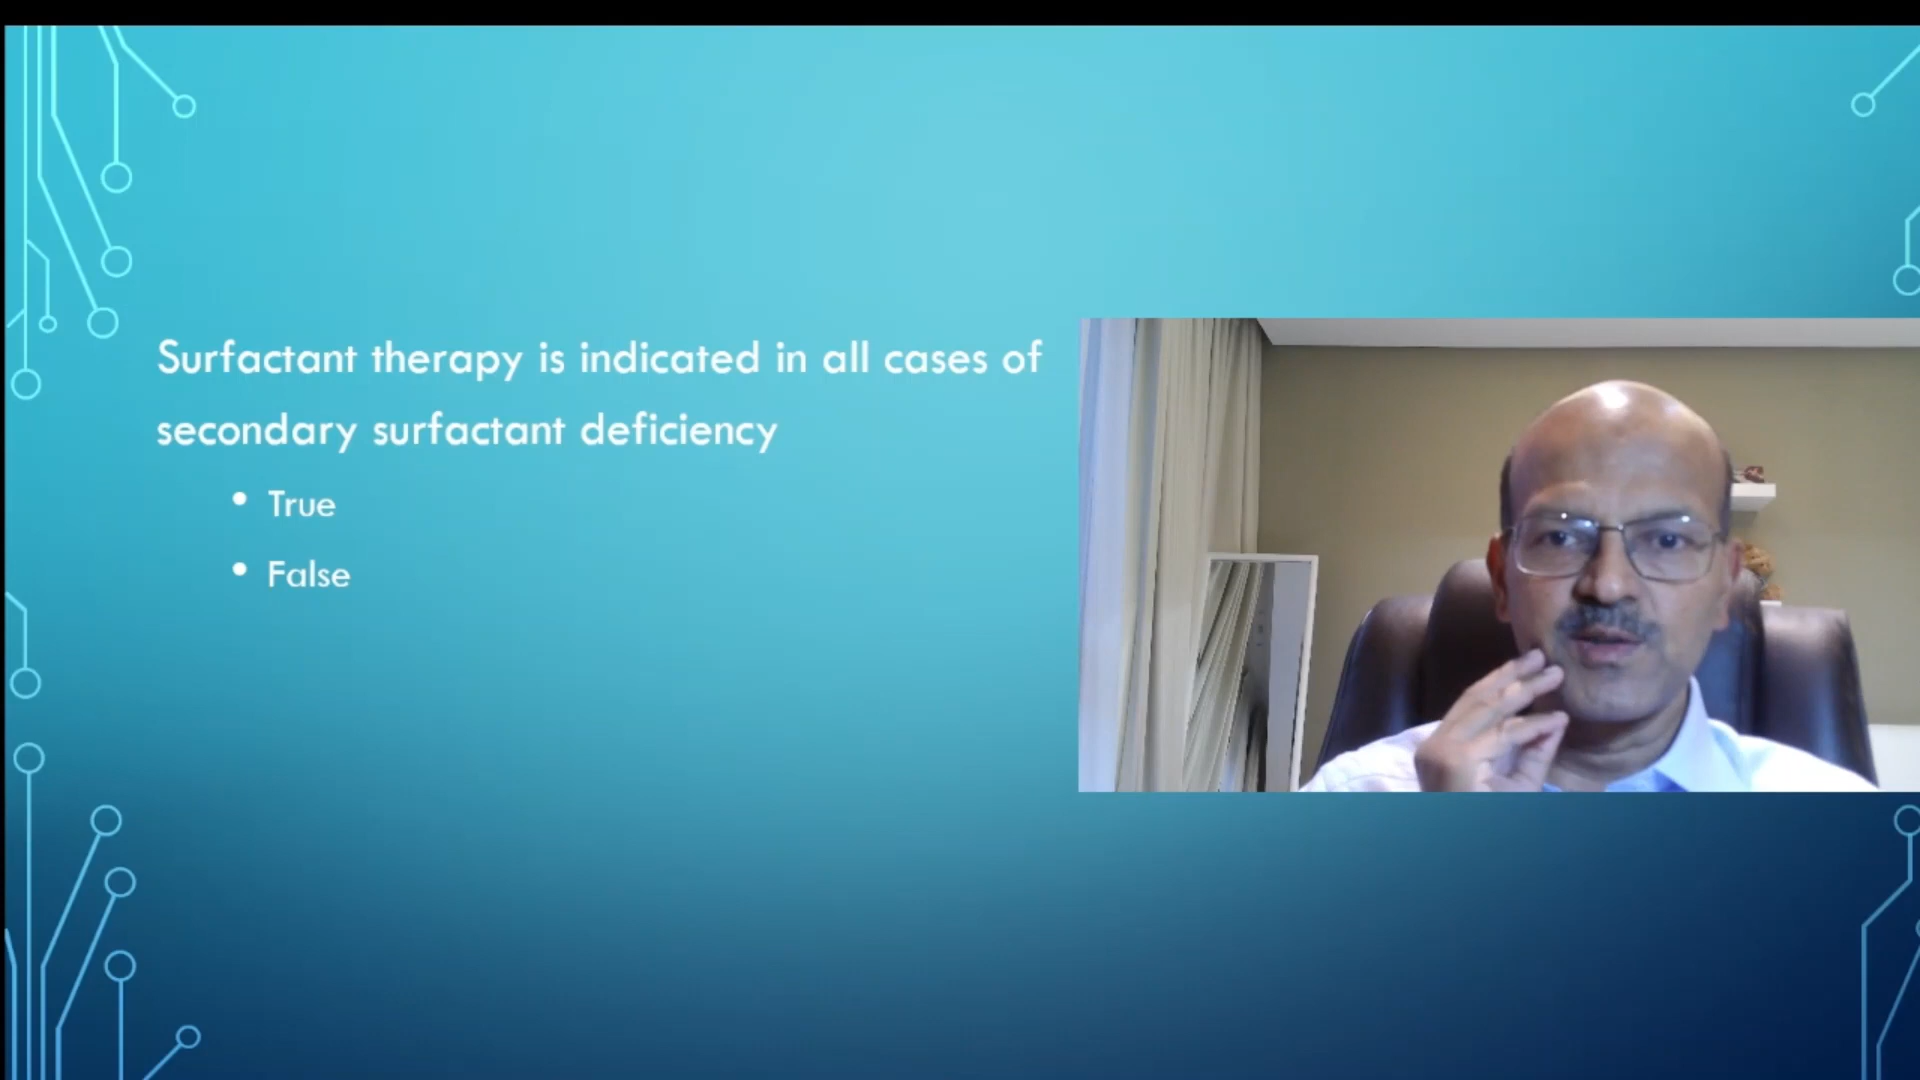 Surfactant therapy is indicated in all cases of
secondary surfactant deficiency
• True
• False